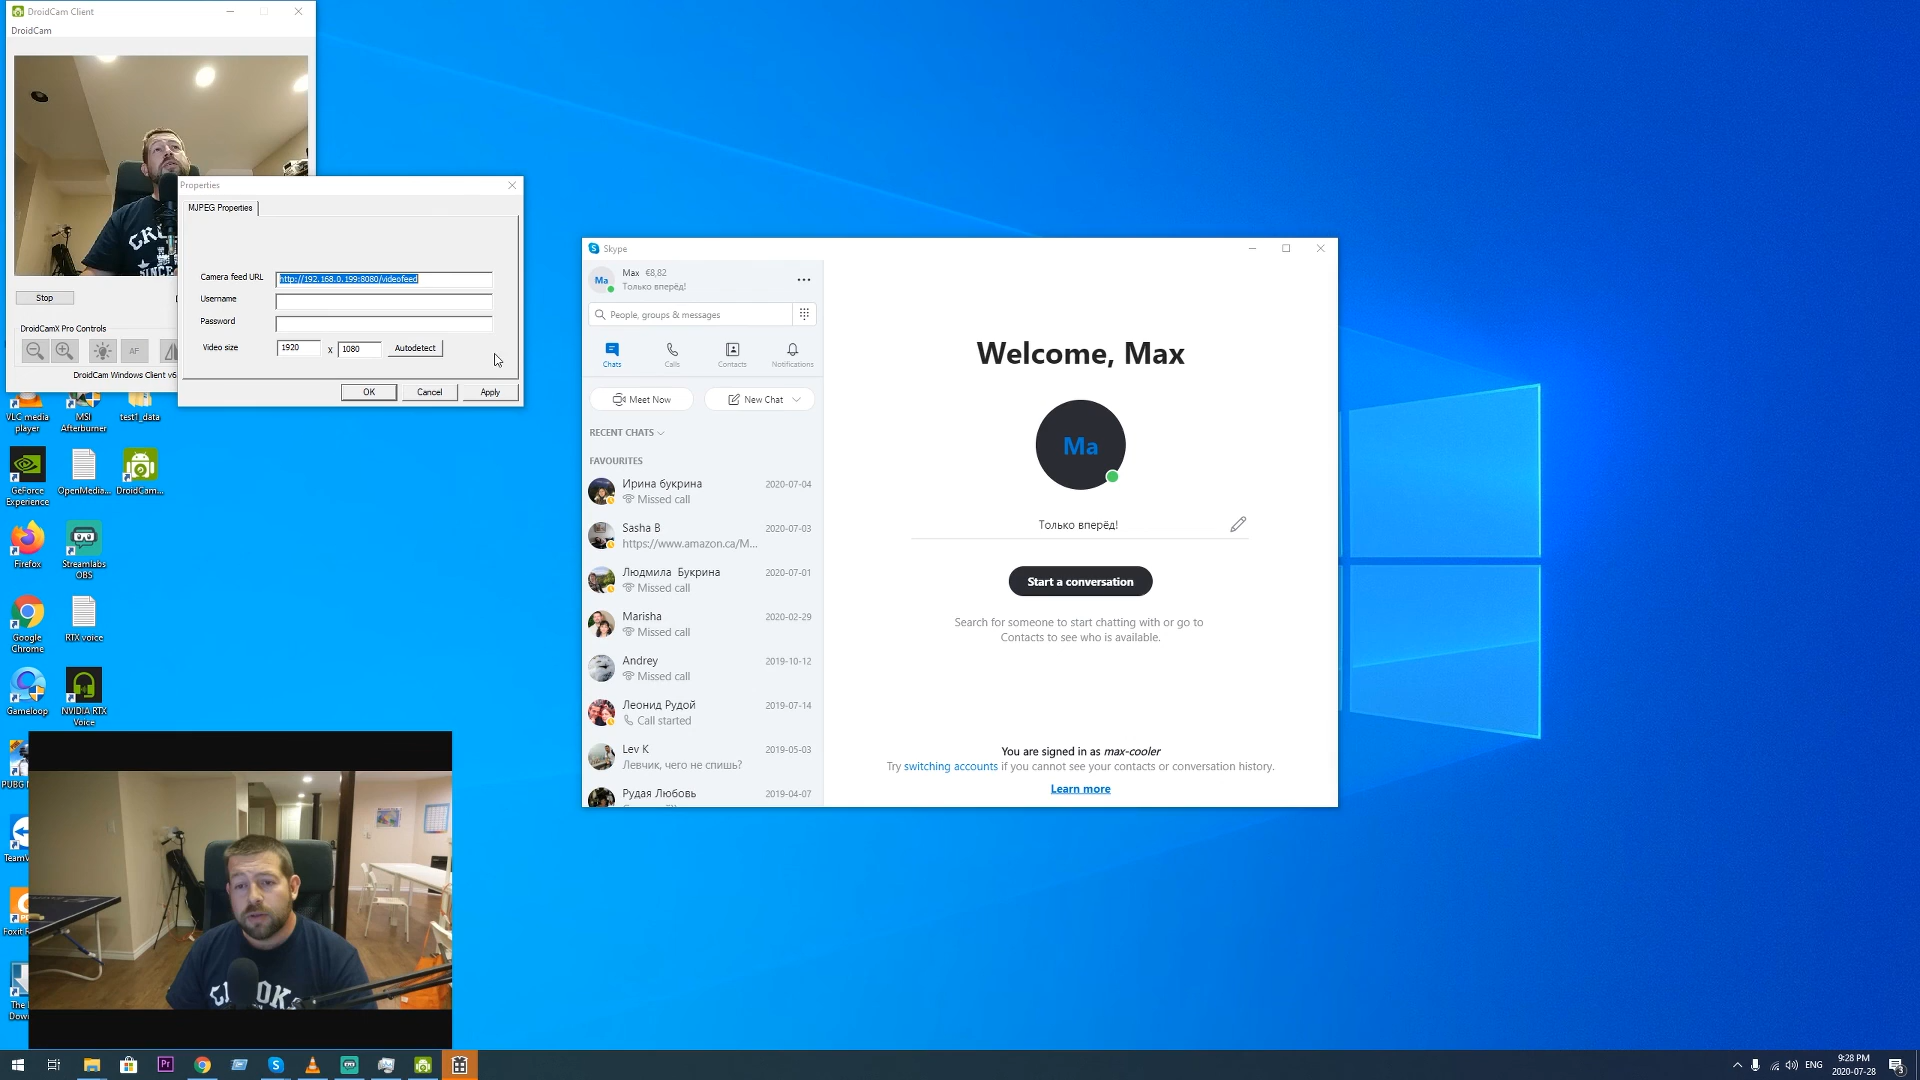 DroidCam Client
DroidCam
Stop
DroidCamX Pro Controls
AF
DroidCam Windows Client v6
Properties
MJPEG Properties
Camera feed URL
http://192.168.0.199:8080/videofeed
Username
Password
Video size
1920
x
1080
Autodetect
OK
Cancel
Apply
VLC media
player
MSI
Afterburner
test1_data
GeForce
Experience
OpenMedia...
DroidCam...
Firefox
Streamlabs
OBS
Google
Chrome
RTX voice
Gameloop
NVIDIA RTX
Voice
PUBG
TeamV
Foxit
The
Dow
Skype
Ma
Max €8,82
Только вперёд!
People, groups & messages
Chats
Calls
Contacts
Notifications
Meet Now
New Chat
RECENT CHATS
FAVOURITES
Ирина букрина 2020-07-04
Missed call
Sasha B 2020-07-03
https://www.amazon.ca/M...
Людмила Букрина 2020-07-01
Missed call
Marisha 2020-02-29
Missed call
Andrey 2019-10-12
Missed call
Леонид Рудой 2019-07-14
Call started
Lev K 2019-05-03
Левчик, чего не спишь?
Рудая Любовь 2019-04-07
Welcome, Max
Ma
Только вперёд!
Start a conversation
Search for someone to start chatting with or go to
Contacts to see who is available.
You are signed in as max-cooler
Try switching accounts if you cannot see your contacts or conversation history.
Learn more
Pr
ENG
9:28 PM
2020-07-28
3